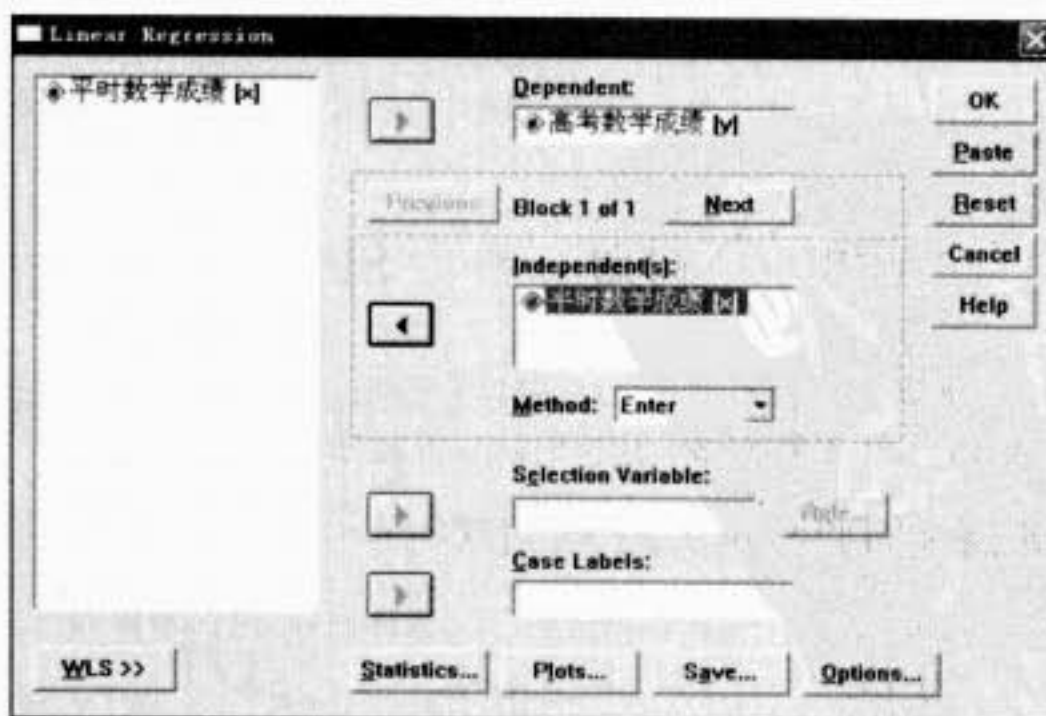 Linear Regression
平时数学成绩 [x]
Dependent:
高考数学成绩 [y]
Previous
Block 1 of 1
Next
Independent(s):
平时数学成绩 [x]
Method:
Enter
Selection Variable:
Case Labels:
WLS >>
Statistics...
Plots...
Save...
Options...
OK
Paste
Reset
Cancel
Help